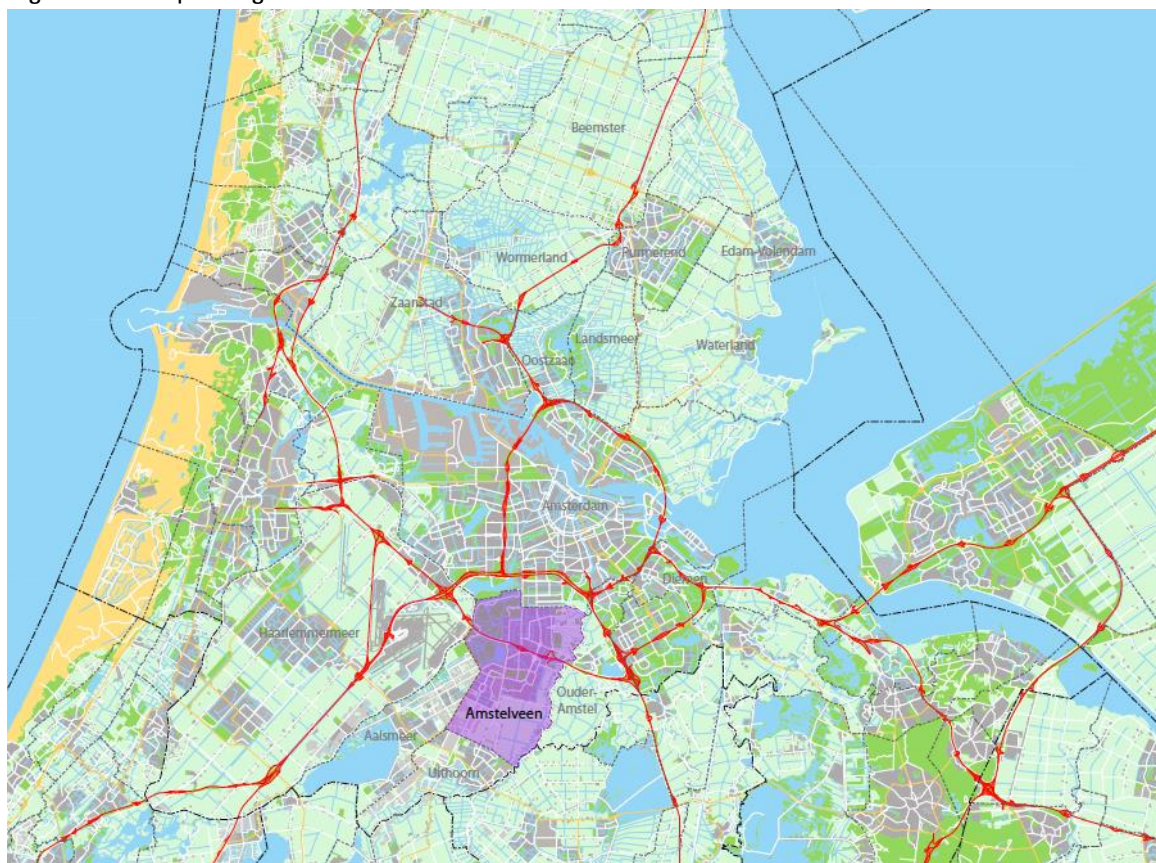 Beemster
Wormerland
Purmerend
Edam-Volendam
Zaanstad
Landsmeer
Waterland
Oostzaan
Amsterdam
Diemen
Haarlemmermeer
Ouder-
Amstel
Amstelveen
Aalsmeer
Uithoorn